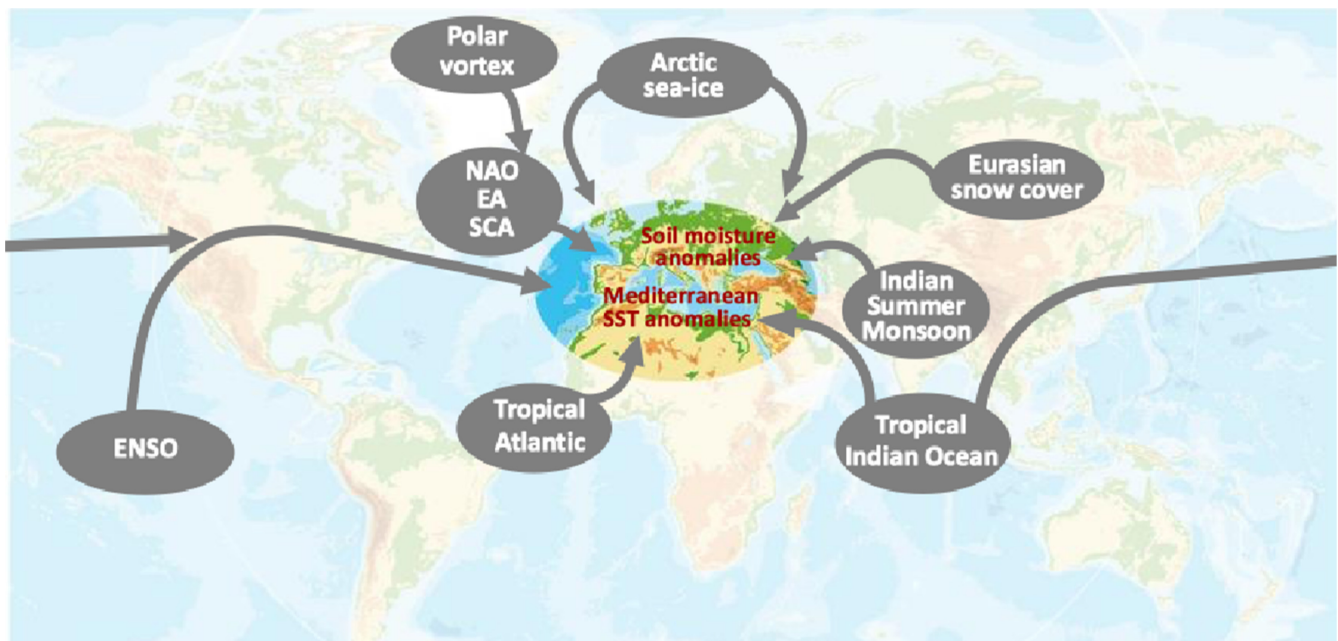 Polar
vortex
Arctic
sea-ice
NAO
EA
SCA
Eurasian
snow cover
Soil moisture
anomalies
Mediterranean
SST anomalies
Indian
Summer
Monsoon
ENSO
Tropical
Atlantic
Tropical
Indian Ocean